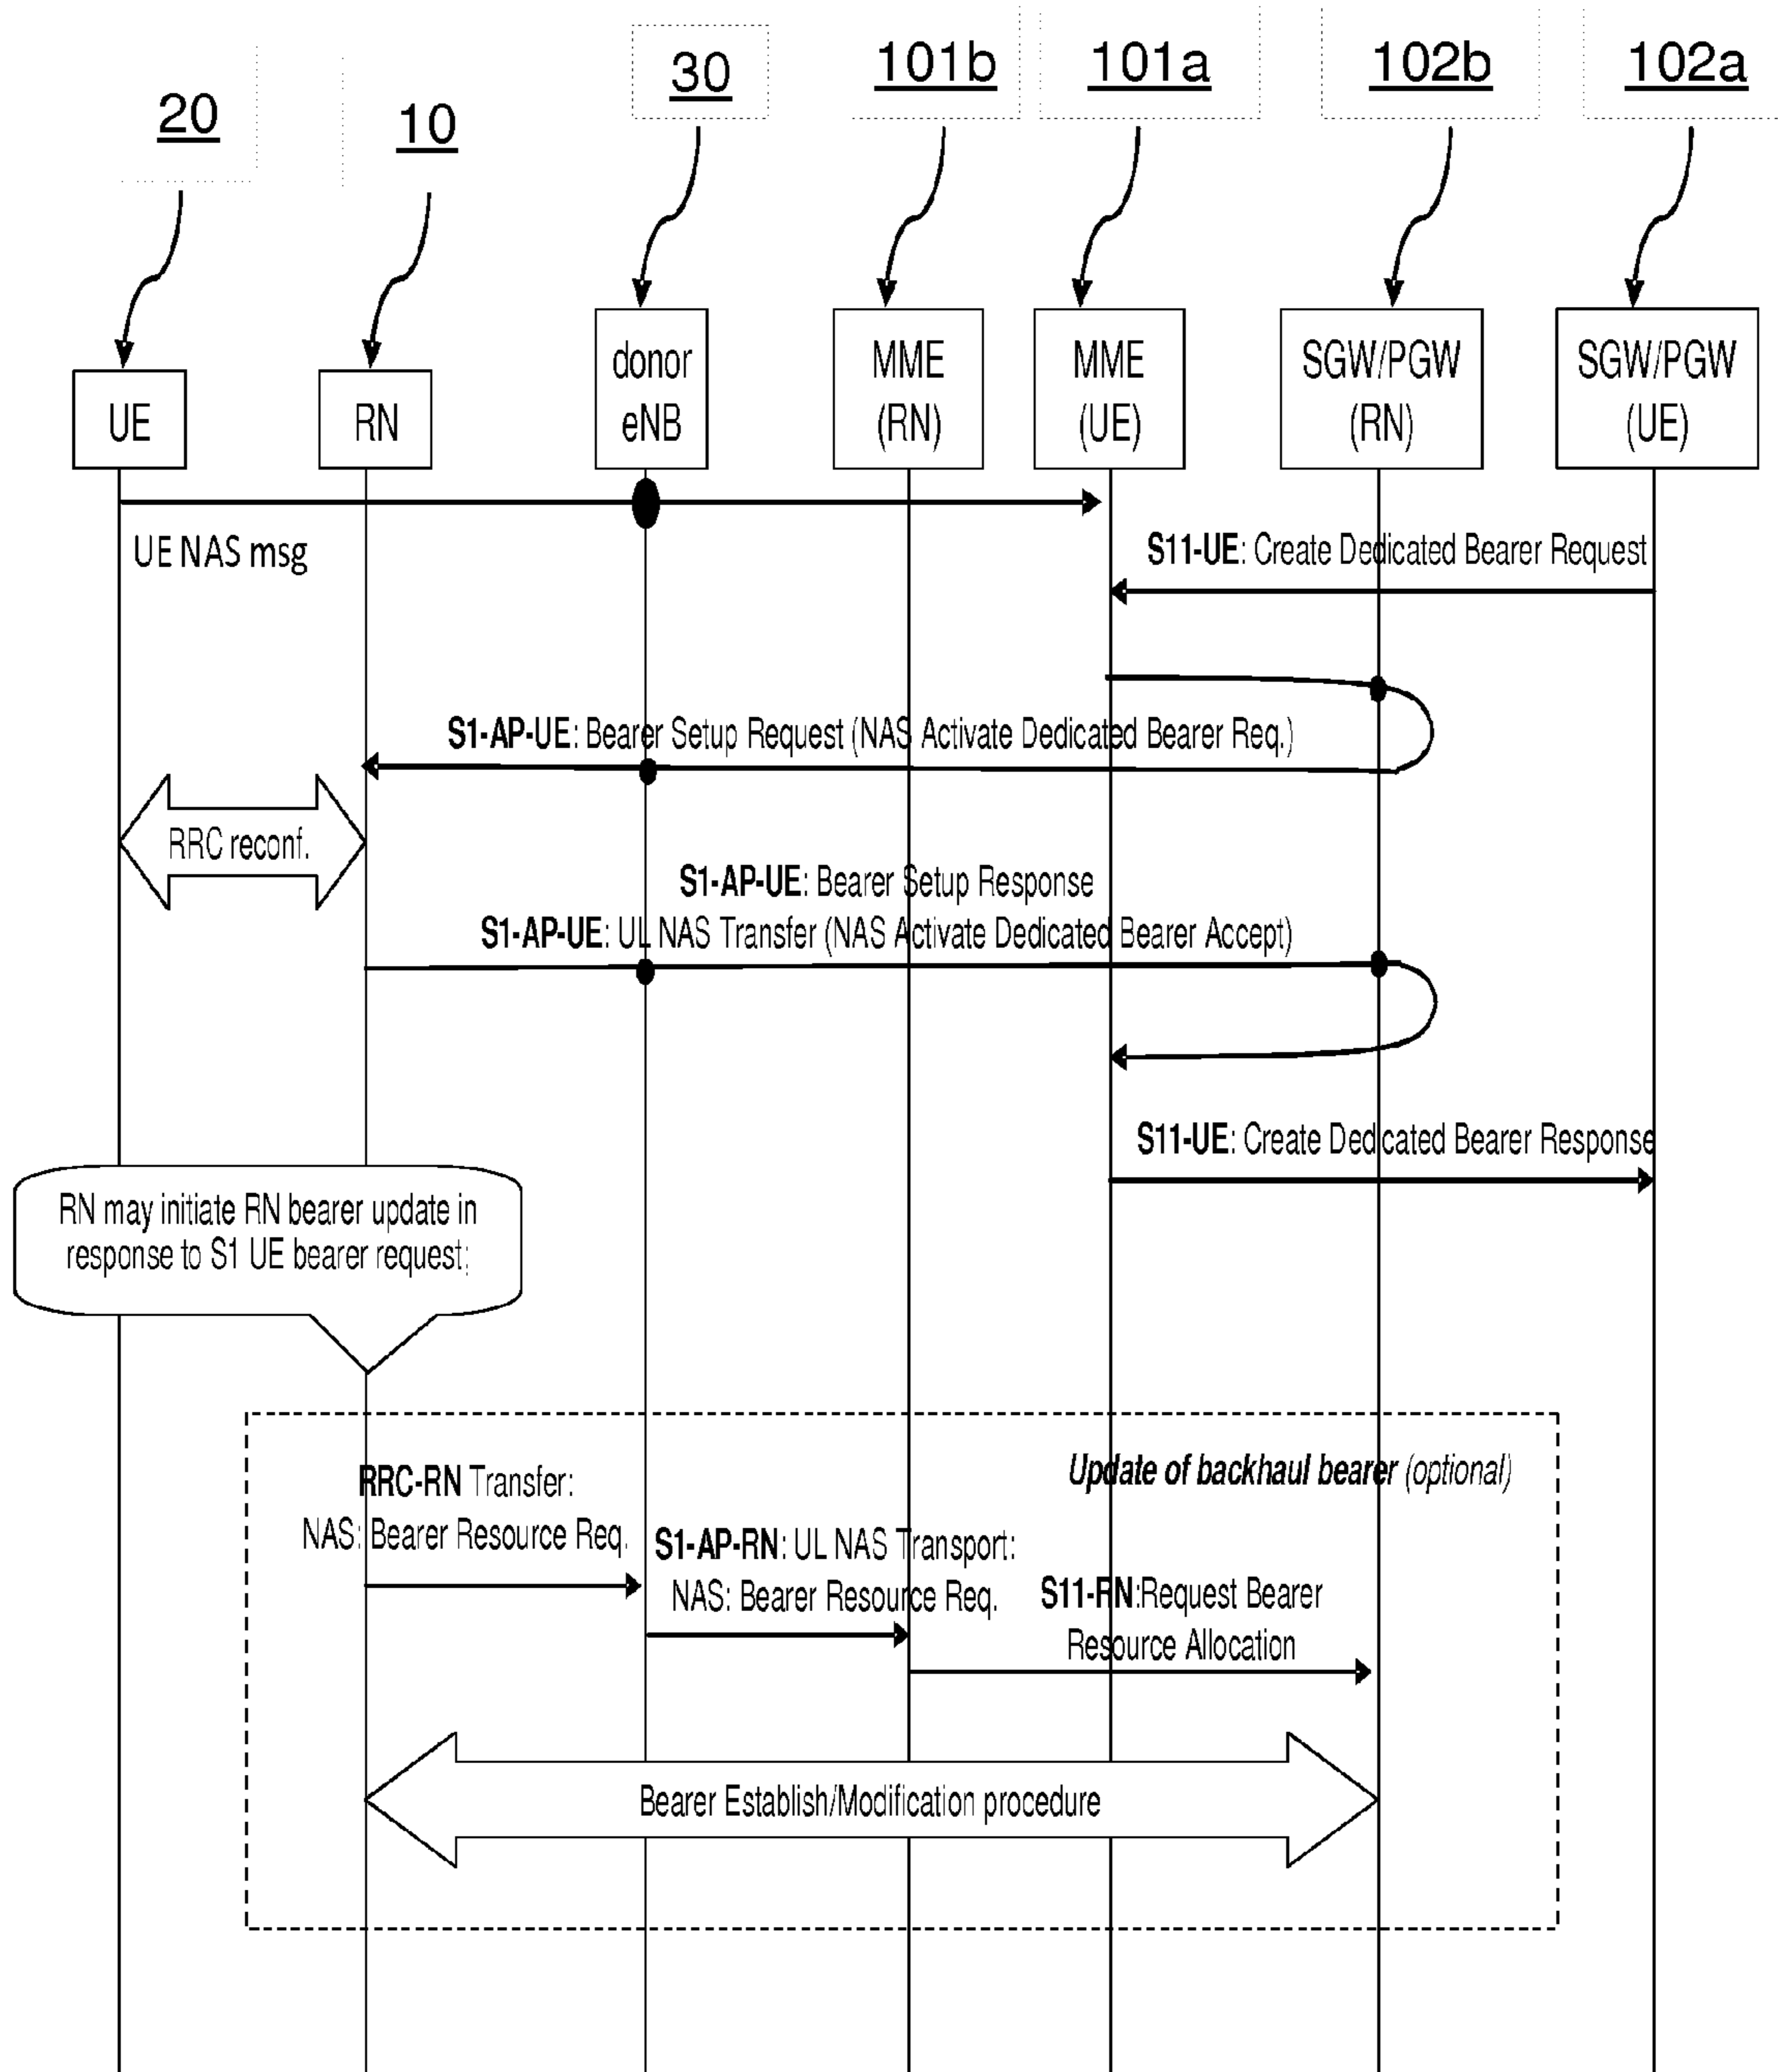 20
10
30
101b
101a
102b
102a
UE
RN
donor
eNB
MME
(RN)
MME
(UE)
SGW/PGW
(RN)
SGW/PGW
(UE)
UE NAS msg
S11-UE: Create Dedicated Bearer Request
S1-AP-UE: Bearer Setup Request (NAS Activate Dedicated Bearer Req.)
RRC reconf.
S1-AP-UE: Bearer Setup Response
S1-AP-UE: UL NAS Transfer (NAS Activate Dedicated Bearer Accept)
S11-UE: Create Dedicated Bearer Response
RN may initiate RN bearer update in
response to S1 UE bearer request;
Update of backhaul bearer (optional)
RRC-RN Transfer:
NAS: Bearer Resource Req.
S1-AP-RN: UL NAS Transport:
NAS: Bearer Resource Req.
S11-RN:Request Bearer
Resource Allocation
Bearer Establish/Modification procedure